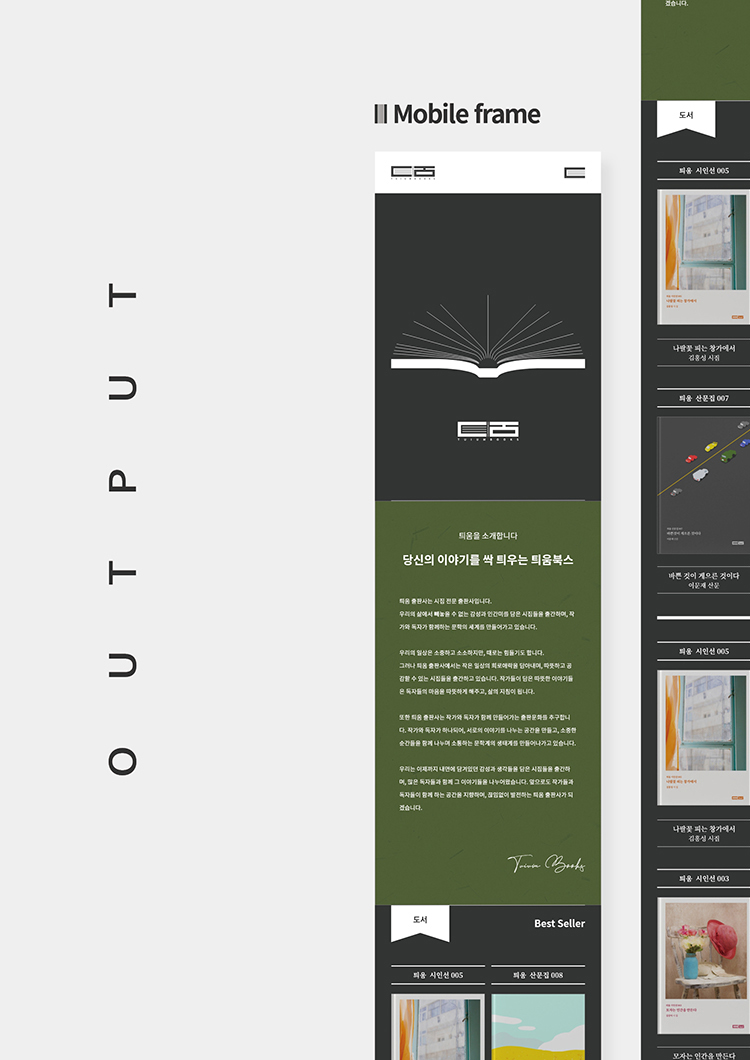 OUTPUT
Mobile frame
TUIUMBOOKS
틔움을 소개합니다
당신의 이야기를 싹 틔우는 틔움북스
틔움 출판사는 시집 전문 출판사입니다.
우리의 삶에서 빼놓을 수 없는 감성과 인간미를 담은 시집들을 출간하며, 작
가와 독자가 함께하는 문학의 세계를 만들어가고 있습니다.
우리의 일상은 소중하고 소소하지만, 때로는 힘들기도 합니다.
그러나 틔움 출판사에서는 작은 일상의 희로애락을 담아내며, 따뜻하고 공
감할 수 있는 시집들을 출간하고 있습니다. 작가들이 담은 따뜻한 이야기들
은 독자들의 마음을 따뜻하게 해주고, 삶의 지침이 됩니다.
또한 틔움 출판사는 작가와 독자가 함께 만들어가는 출판문화를 추구합니
다. 작가와 독자가 하나되어, 서로의 이야기를 나누는 공간을 만들고, 소중한
순간들을 함께 나누며 소통하는 문학계의 생태계를 만들어나가고 있습니다.
우리는 이제까지 내면에 담겨있던 감성과 생각들을 담은 시집들을 출간하
며, 많은 독자들과 함께 그 이야기들을 나누어왔습니다. 앞으로도 작가들과
독자들이 함께 하는 공간을 지향하며, 끊임없이 발전하는 틔움 출판사가 되
겠습니다.
Tuium Books
도서
Best Seller
틔움 시인선 005
틔움 산문집 008
겠습니다.
도서
틔움 시인선 005
나팔꽃 피는 창가에서
김홍성 시집
틔움 산문집 007
바쁜 것이 게으른 것이다
이문재 산문
틔움 시인선 005
나팔꽃 피는 창가에서
김홍성 시집
틔움 시인선 003
모자는 인간을 만든다